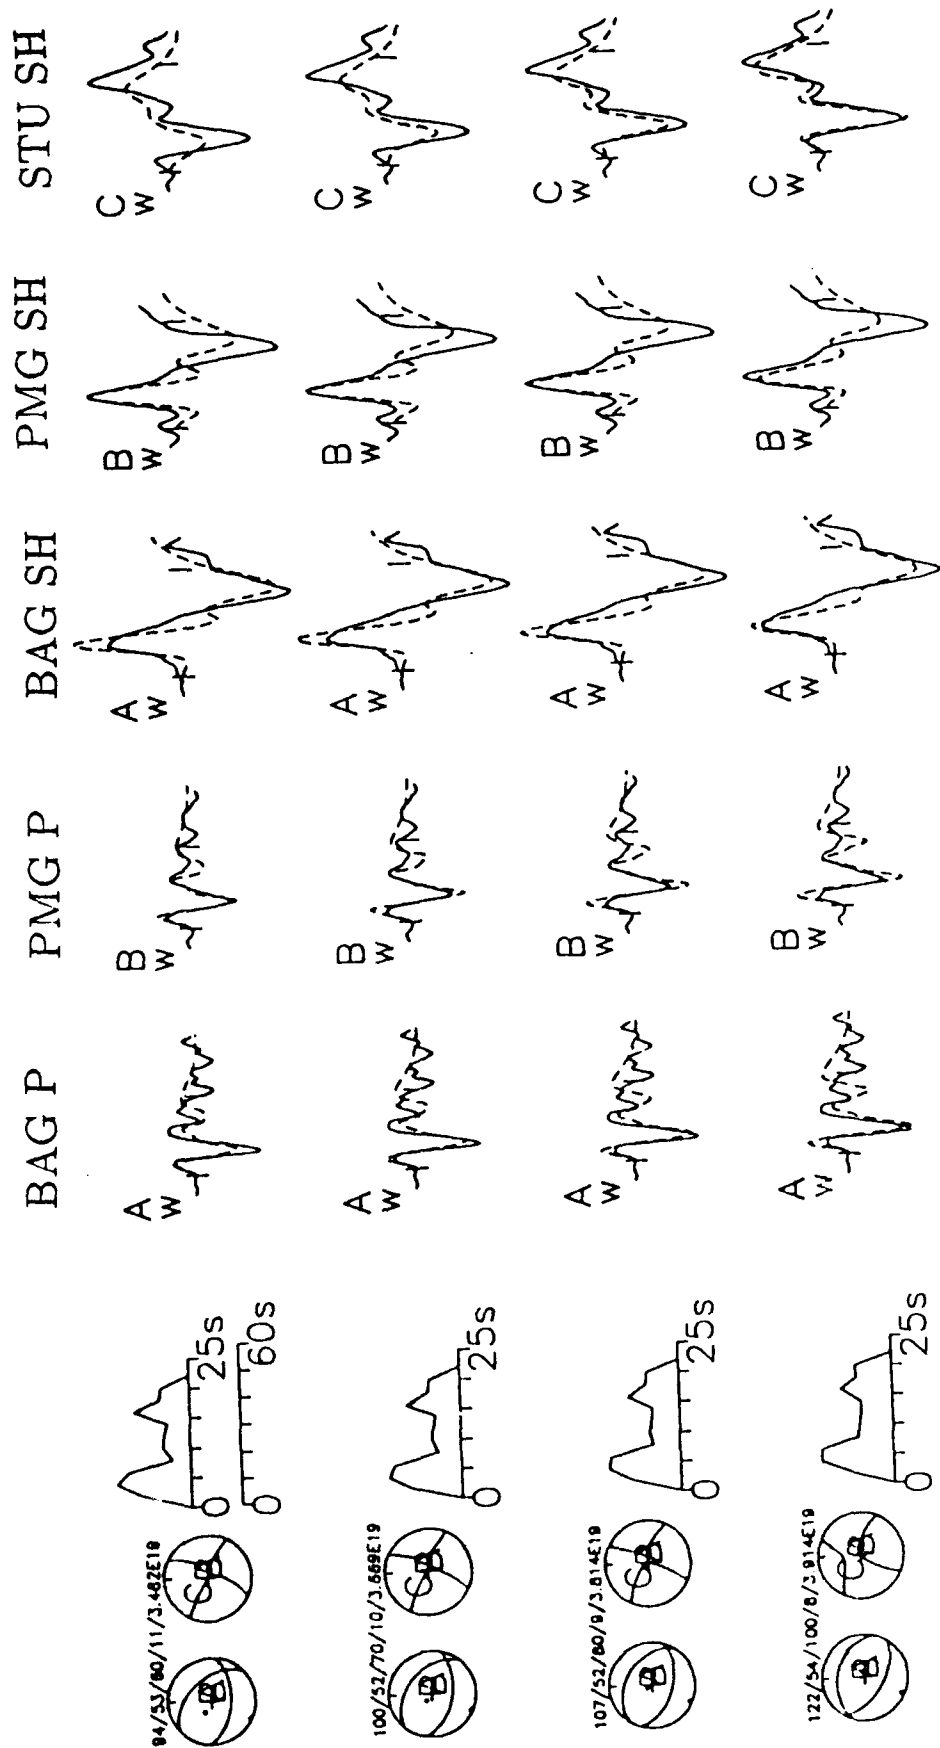 BAG P PMG P BAG SH PMG SH STU SH
94/53/60/11/3.482E19
0 25s
0 60s
A W B W A W B W C W
100/52/70/10/3.669E19
0 25s
A W B W A W B W C W
107/52/80/9/3.814E19
0 25s
A W B W A W B W C W
122/54/100/8/3.914E19
0 25s
A W B W A W B W C W